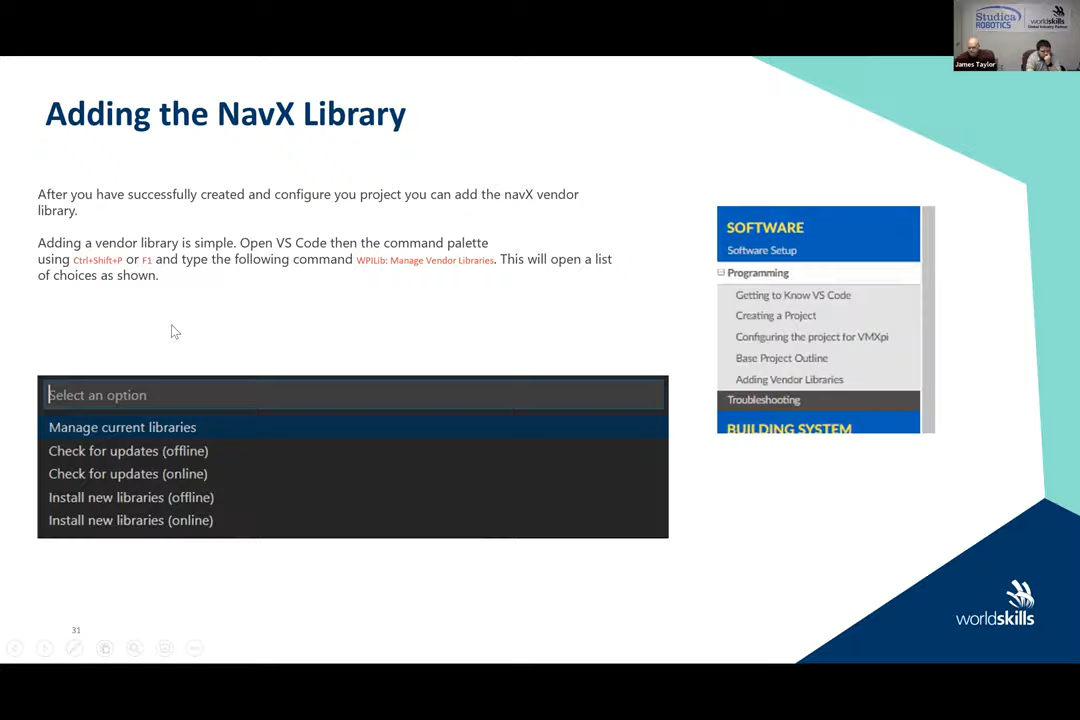 Studica
ROBOTICS
worldskills
Global Industry Partner
James Taylor
Adding the NavX Library
After you have successfully created and configure you project you can add the navX vendor
library.
Adding a vendor library is simple. Open VS Code then the command palette
using Ctrl+Shift+P or F1 and type the following command WPILib: Manage Vendor Libraries. This will open a list
of choices as shown.
SOFTWARE
Software Setup
Programming
Getting to Know VS Code
Creating a Project
Configuring the project for VMXpi
Base Project Outline
Adding Vendor Libraries
Troubleshooting
BUILDING SYSTEM
Select an option
Manage current libraries
Check for updates (offline)
Check for updates (online)
Install new libraries (offline)
Install new libraries (online)
worldskills
31